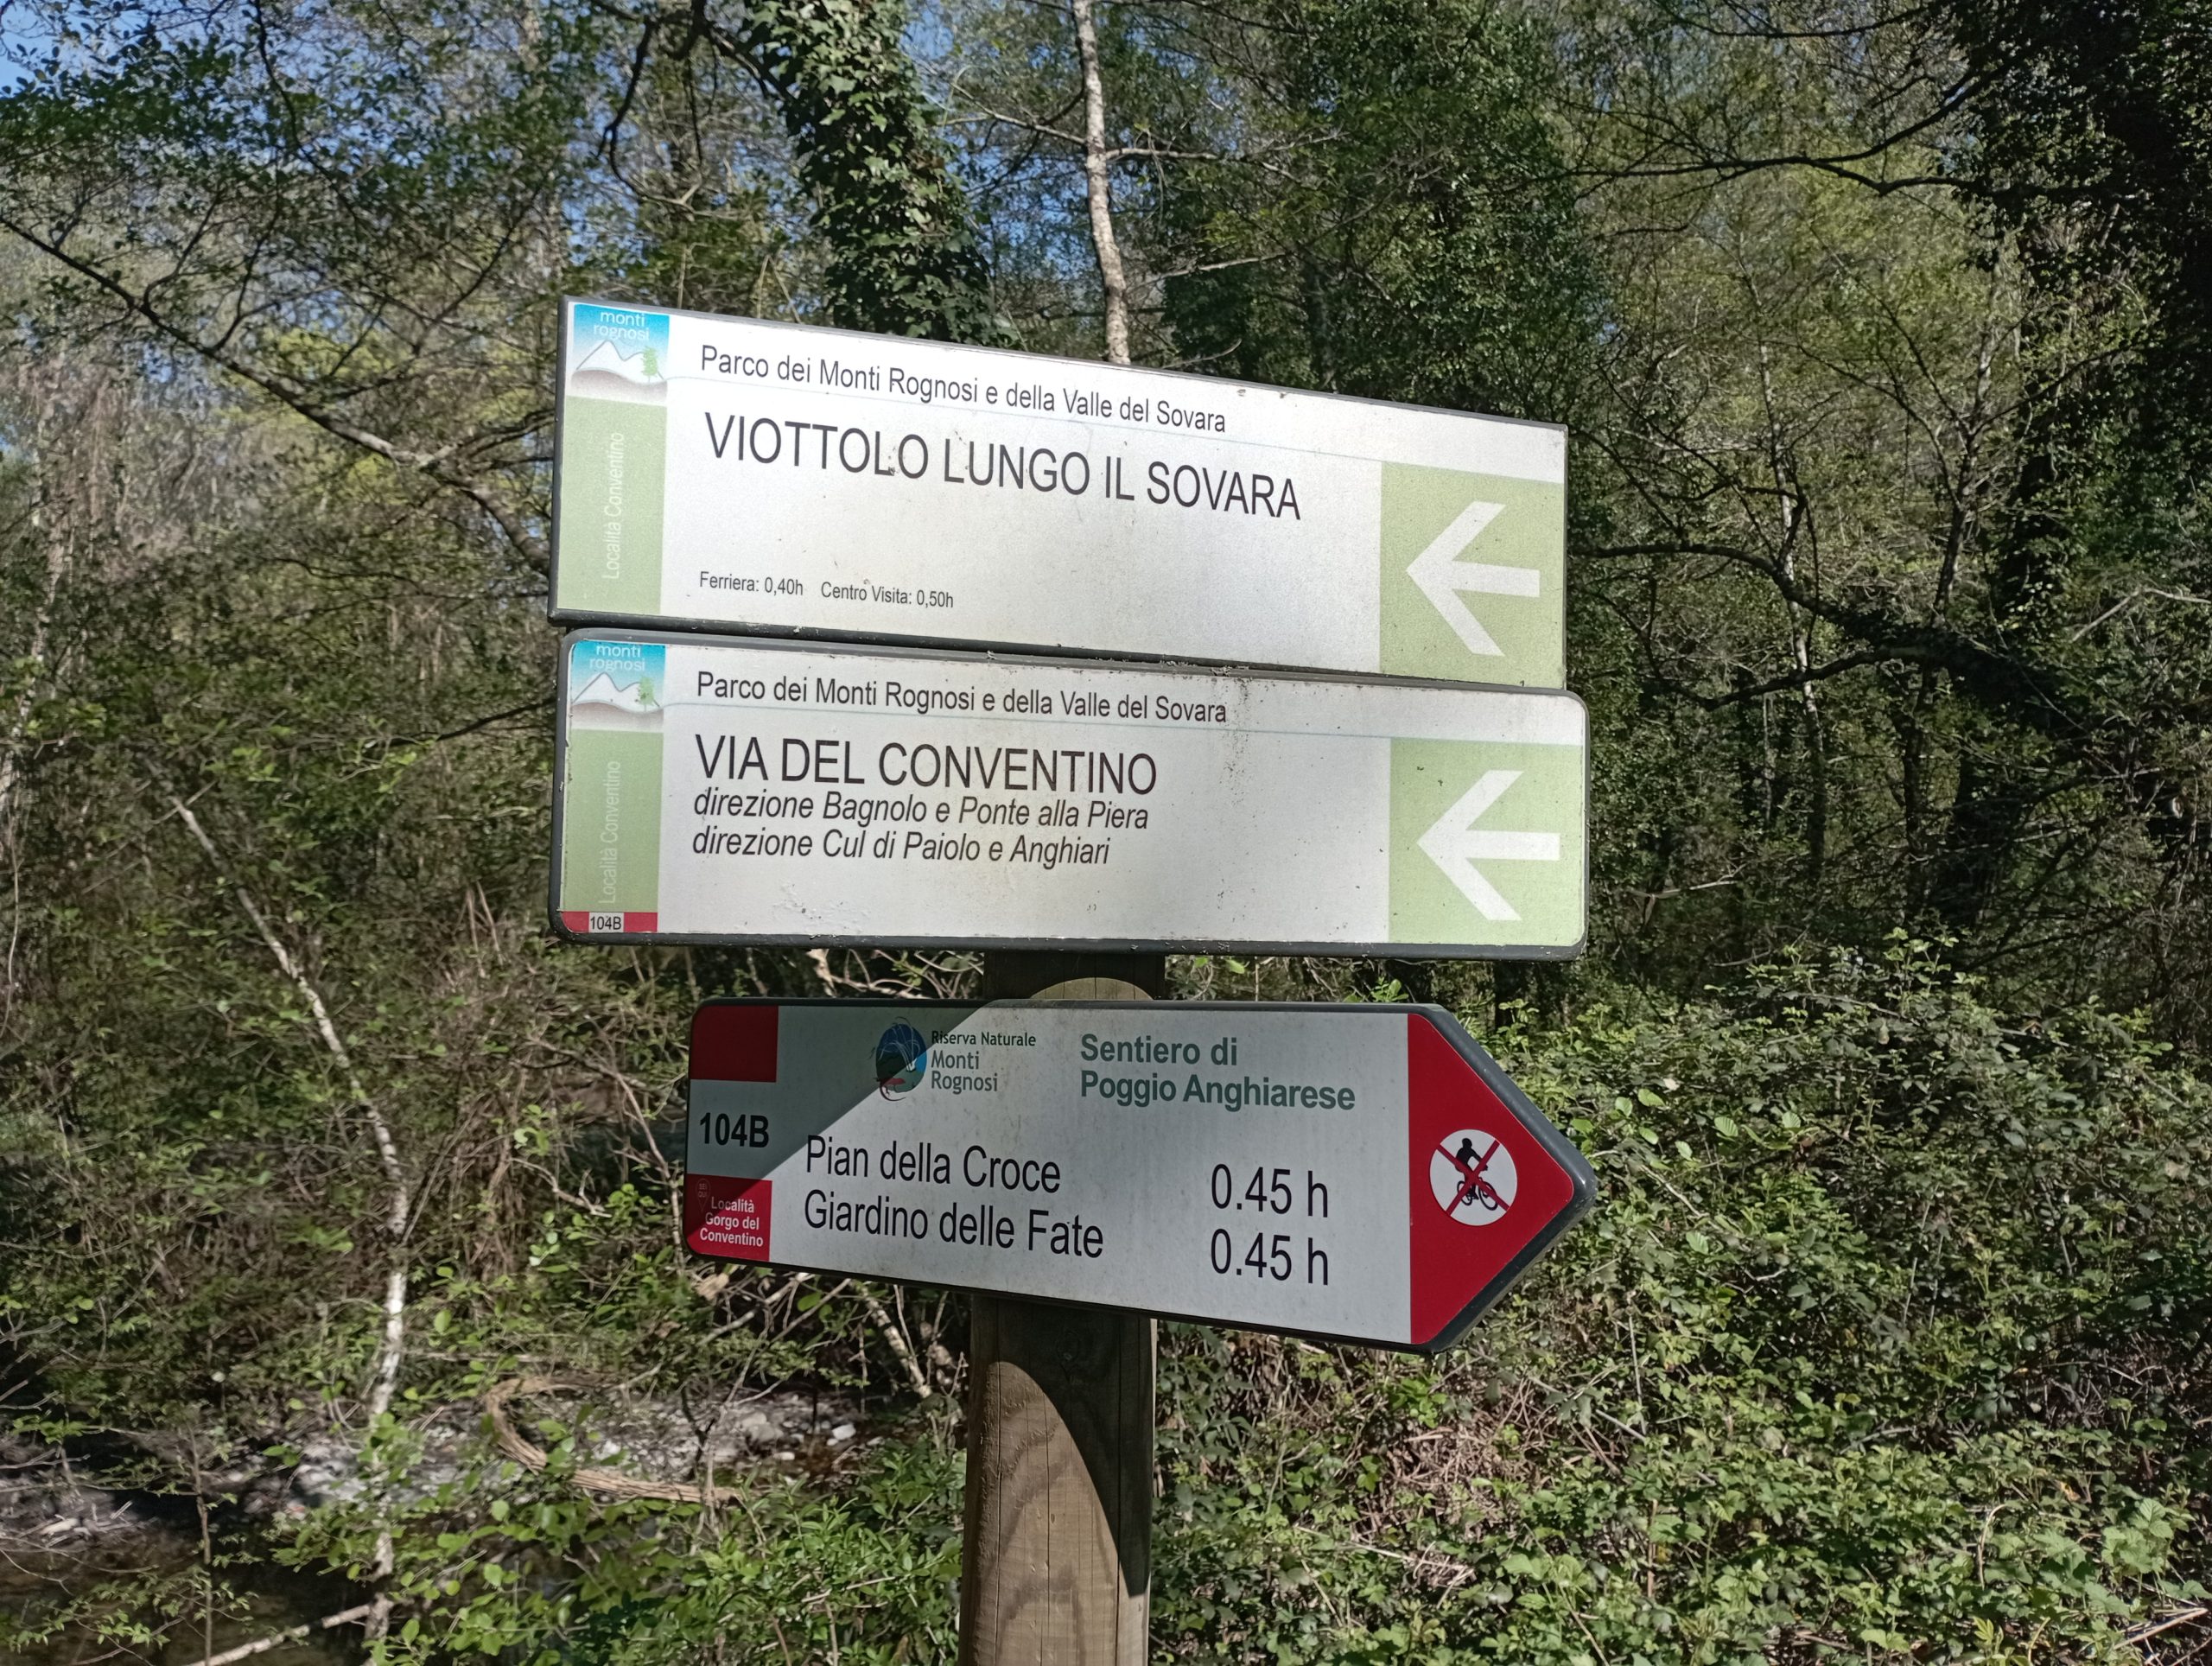 monti
rognosi
Parco dei Monti Rognosi e della Valle del Sovara
Località Conventino
VIOTTOLO LUNGO IL SOVARA
Ferriera: 0,40h Centro Visita: 0,50h
monti
rognosi
Parco dei Monti Rognosi e della Valle del Sovara
Località Conventino
VIA DEL CONVENTINO
direzione Bagnolo e Ponte alla Piera
direzione Cul di Paiolo e Anghiari
104B
Riserva Naturale
Monti
Rognosi
Sentiero di
Poggio Anghiarese
104B
Pian della Croce 0.45 h
Giardino delle Fate 0.45 h
Località
Gorgo del
Conventino